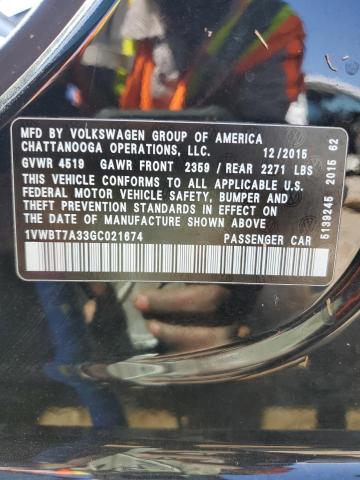 MFD BY VOLKSWAGEN GROUP OF AMERICA
CHATTANOOGA OPERATIONS, LLC. 12/2015
GVWR 4519 GAWR FRONT 2359 / REAR 2271 LBS
THIS VEHICLE CONFORMS TO ALL APPLICABLE U.S.
FEDERAL MOTOR VEHICLE SAFETY, BUMPER AND
THEFT PREVENTION STANDARDS IN EFFECT ON
THE DATE OF MANUFACTURE SHOWN ABOVE.
1VWBT7A33GC021674 PASSENGER CAR
5139245 2015 62